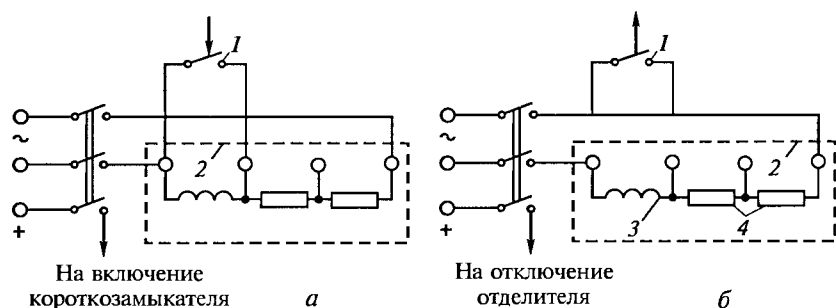 1
~
2
+
На включение
короткозамыкателя
а
1
~
2
+
3
4
На отключение
отделителя
б